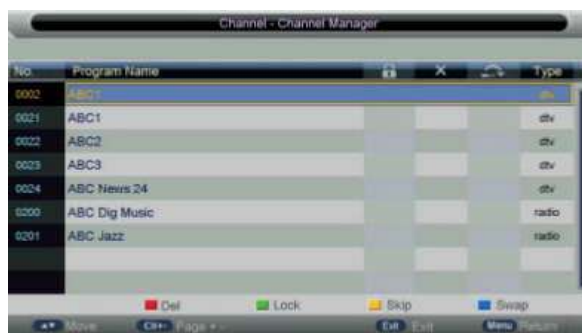 Channel - Channel Manager
No. Program Name Type
0002 ABC1 dtv
0021 ABC1 dtv
0022 ABC2 dtv
0023 ABC3 dtv
0024 ABC News 24 dtv
0200 ABC Dig Music radio
0201 ABC Jazz radio
Del Lock Skip Swap
Move CH+- Page + - Exit Exit Menu Return